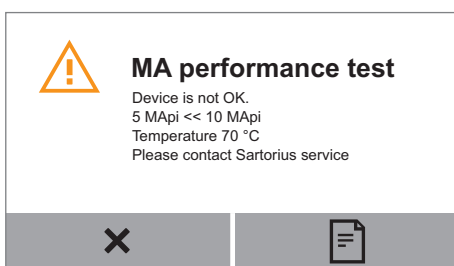 MA performance test
Device is not OK.
5 MApi << 10 MApi
Temperature 70 °C
Please contact Sartorius service